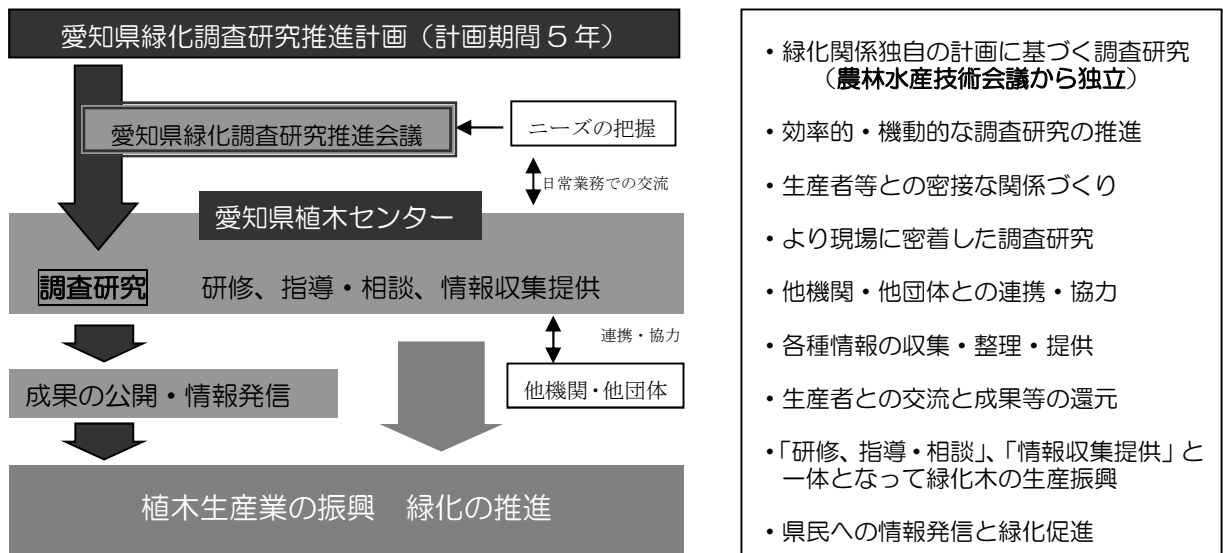 愛知県緑化調査研究推進計画（計画期間５年）
愛知県緑化調査研究推進会議
ニーズの把握
日常業務での交流
愛知県植木センター
調査研究　研修、指導・相談、情報収集提供
連携・協力
成果の公開・情報発信
他機関・他団体
植木生産業の振興　緑化の推進
・緑化関係独自の計画に基づく調査研究
（農林水産技術会議から独立）
・効率的・機動的な調査研究の推進
・生産者等との密接な関係づくり
・より現場に密着した調査研究
・他機関・他団体との連携・協力
・各種情報の収集・整理・提供
・生産者との交流と成果等の還元
・「研修、指導・相談」、「情報収集提供」と
一体となって緑化木の生産振興
・県民への情報発信と緑化促進